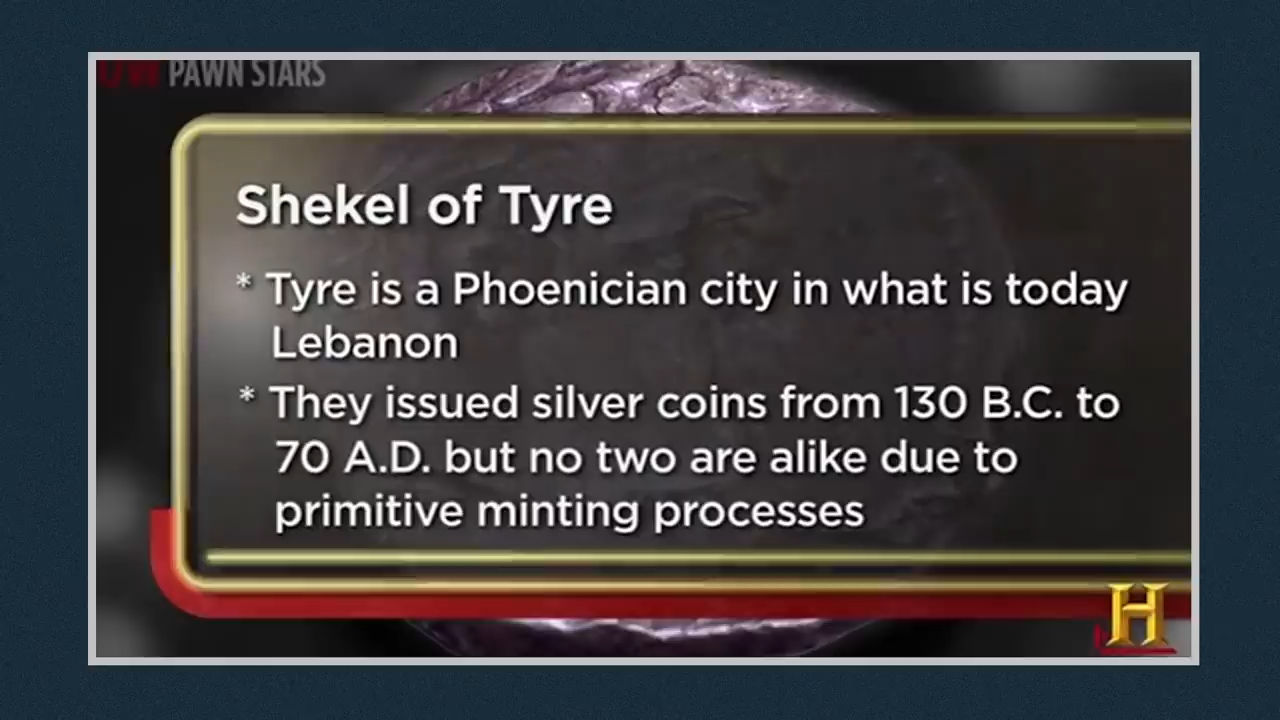 PAWN STARS
Shekel of Tyre
* Tyre is a Phoenician city in what is today
Lebanon
* They issued silver coins from 130 B.C. to
70 A.D. but no two are alike due to
primitive minting processes
H